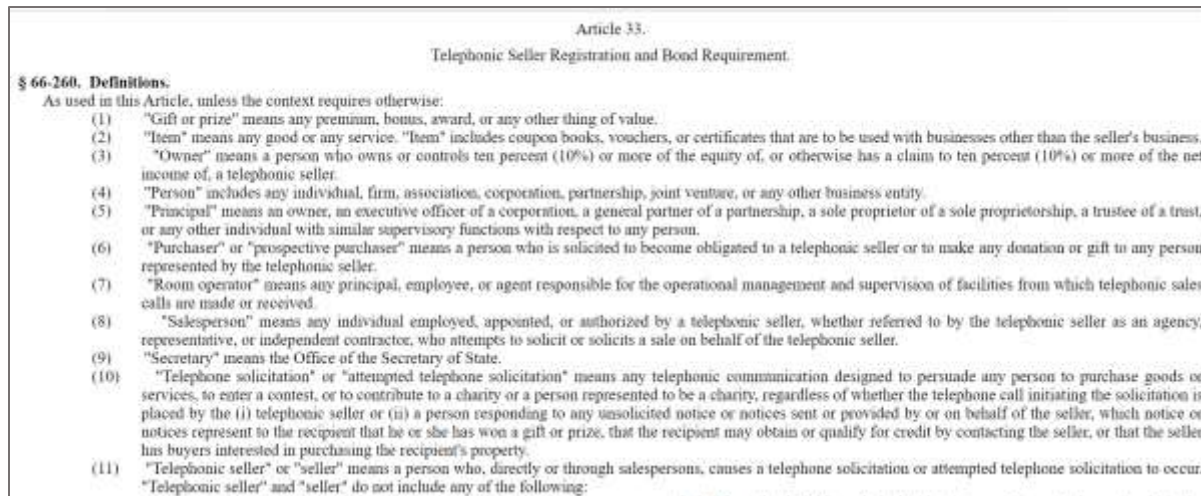 Article 33.
Telephonic Seller Registration and Bond Requirement.
§ 66-260. Definitions.
As used in this Article, unless the context requires otherwise:
(1) "Gift or prize" means any premium, bonus, award, or any other thing of value.
(2) "Item" means any good or any service. "Item" includes coupon books, vouchers, or certificates that are to be used with businesses other than the seller's business.
(3) "Owner" means a person who owns or controls ten percent (10%) or more of the equity of, or otherwise has a claim to ten percent (10%) or more of the net
income of, a telephonic seller.
(4) "Person" includes any individual, firm, association, corporation, partnership, joint venture, or any other business entity.
(5) "Principal" means an owner, an executive officer of a corporation, a general partner of a partnership, a sole proprietor of a sole proprietorship, a trustee of a trust,
or any other individual with similar supervisory functions with respect to any person.
(6) "Purchaser" or "prospective purchaser" means a person who is solicited to become obligated to a telephonic seller or to make any donation or gift to any person
represented by the telephonic seller.
(7) "Room operator" means any principal, employee, or agent responsible for the operational management and supervision of facilities from which telephonic sales
calls are made or received.
(8) "Salesperson" means any individual employed, appointed, or authorized by a telephonic seller, whether referred to by the telephonic seller as an agency,
representative, or independent contractor, who attempts to solicit or solicits a sale on behalf of the telephonic seller.
(9) "Secretary" means the Office of the Secretary of State.
(10) "Telephone solicitation" or "attempted telephone solicitation" means any telephonic communication designed to persuade any person to purchase goods or
services, to enter a contest, or to contribute to a charity or a person represented to be a charity, regardless of whether the telephone call initiating the solicitation is
placed by the (i) telephonic seller or (ii) a person responding to any unsolicited notice or notices sent or provided by or on behalf of the seller, which notice or
notices represent to the recipient that he or she has won a gift or prize, that the recipient may obtain or qualify for credit by contacting the seller, or that the seller
has buyers interested in purchasing the recipient's property.
(11) "Telephonic seller" or "seller" means a person who, directly or through salespersons, causes a telephone solicitation or attempted telephone solicitation to occur.
"Telephonic seller" and "seller" do not include any of the following: